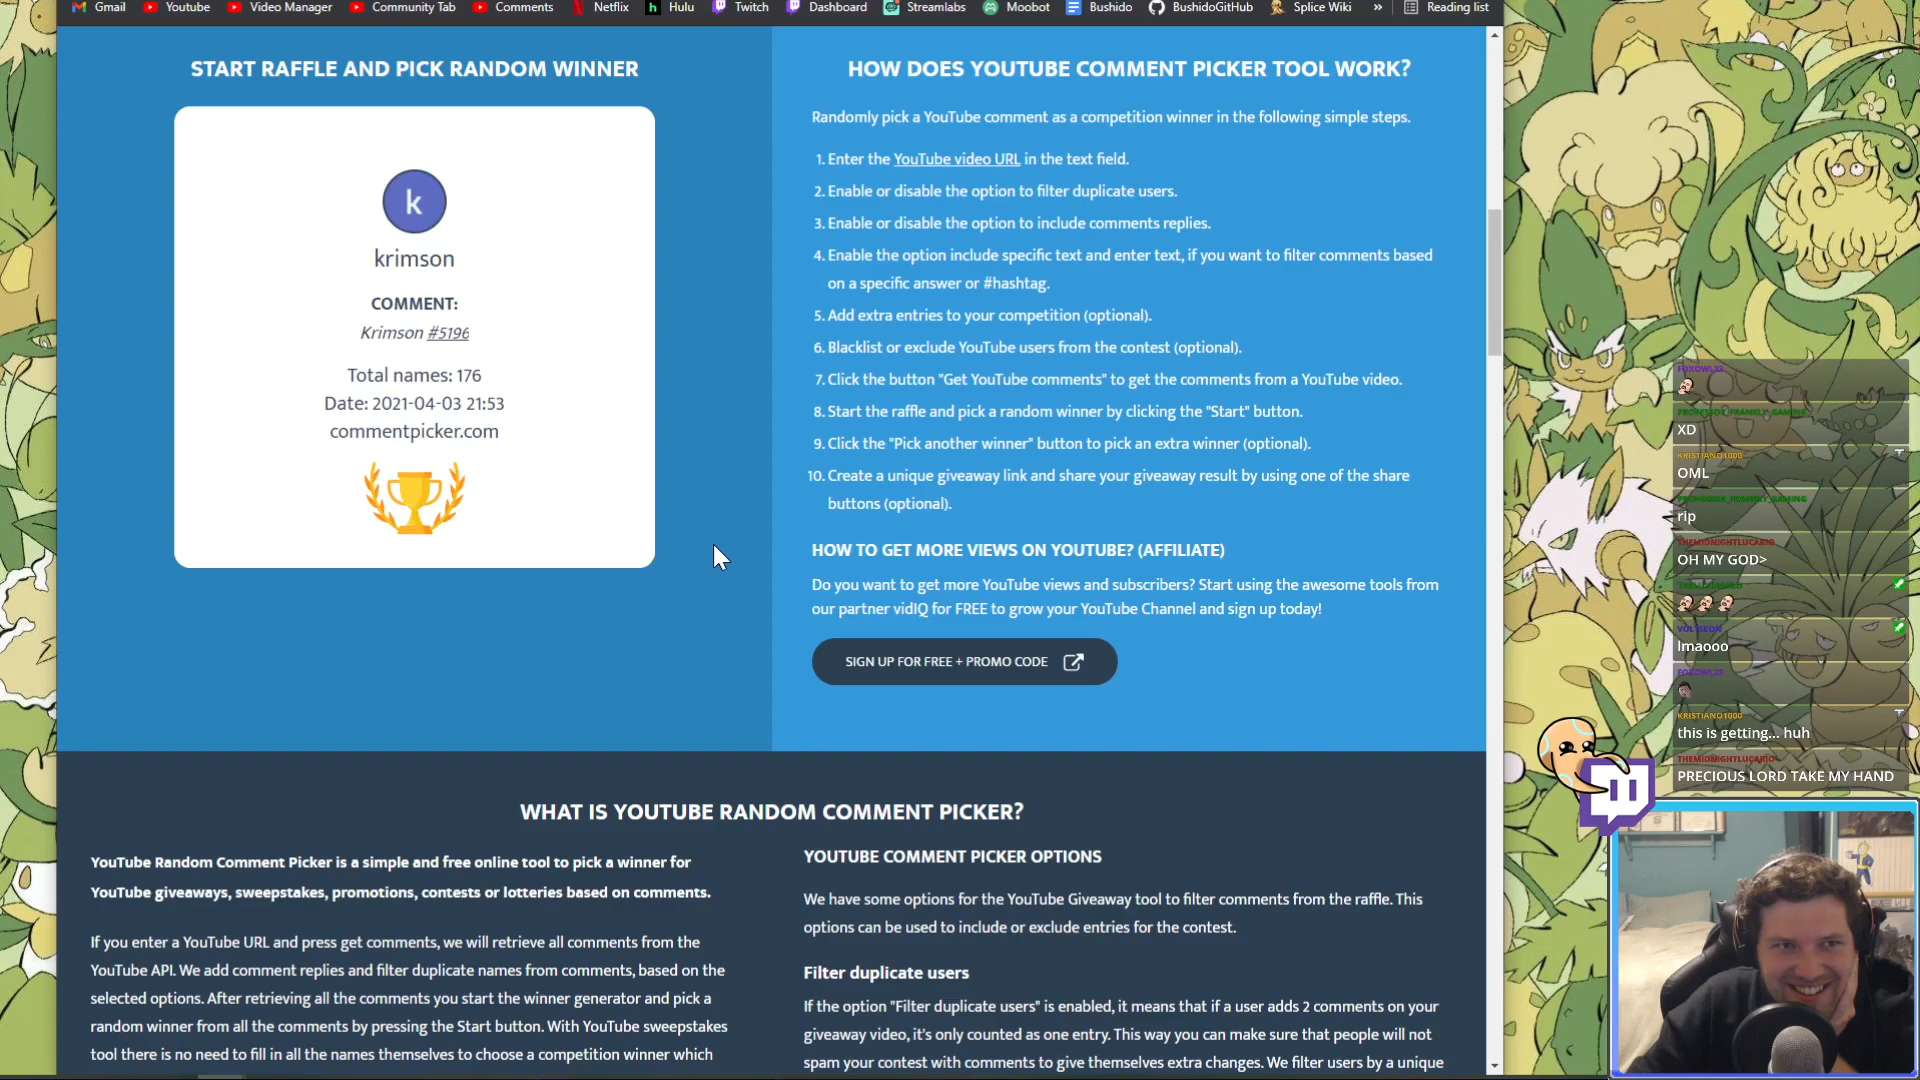 Gmail Youtube Video Manager Community Tab Comments Netflix Hulu Twitch Dashboard Streamlabs Moobot Bushido BushidoGitHub Splice Wiki » Reading list
START RAFFLE AND PICK RANDOM WINNER
k
krimson
COMMENT:
Krimson #5196
Total names: 176
Date: 2021-04-03 21:53
commentpicker.com
HOW DOES YOUTUBE COMMENT PICKER TOOL WORK?
Randomly pick a YouTube comment as a competition winner in the following simple steps.
1. Enter the YouTube video URL in the text field.
2. Enable or disable the option to filter duplicate users.
3. Enable or disable the option to include comments replies.
4. Enable the option include specific text and enter text, if you want to filter comments based
on a specific answer or #hashtag.
5. Add extra entries to your competition (optional).
6. Blacklist or exclude YouTube users from the contest (optional).
7. Click the button "Get YouTube comments" to get the comments from a YouTube video.
8. Start the raffle and pick a random winner by clicking the "Start" button.
9. Click the "Pick another winner" button to pick an extra winner (optional).
10. Create a unique giveaway link and share your giveaway result by using one of the share
buttons (optional).
HOW TO GET MORE VIEWS ON YOUTUBE? (AFFILIATE)
Do you want to get more YouTube views and subscribers? Start using the awesome tools from
our partner vidIQ for FREE to grow your YouTube Channel and sign up today!
SIGN UP FOR FREE + PROMO CODE
WHAT IS YOUTUBE RANDOM COMMENT PICKER?
YouTube Random Comment Picker is a simple and free online tool to pick a winner for
YouTube giveaways, sweepstakes, promotions, contests or lotteries based on comments.
If you enter a YouTube URL and press get comments, we will retrieve all comments from the
YouTube API. We add comment replies and filter duplicate names from comments, based on the
selected options. After retrieving all the comments you start the winner generator and pick a
random winner from all the comments by pressing the Start button. With YouTube sweepstakes
tool there is no need to fill in all the names themselves to choose a competition winner which
YOUTUBE COMMENT PICKER OPTIONS
We have some options for the YouTube Giveaway tool to filter comments from the raffle. This
options can be used to include or exclude entries for the contest.
Filter duplicate users
If the option "Filter duplicate users" is enabled, it means that if a user adds 2 comments on your
giveaway video, it's only counted as one entry. This way you can make sure that people will not
spam your contest with comments to give themselves extra changes. We filter users by a unique
FOXOWL23
PROFESSOR_FRANKLY_GAMING
XD
KRISTIANO1000
OML
PROFESSOR_FRANKLY_GAMING
rip
THEMIDNIGHTLUCARIO
OH MY GOD>
lmaooo
FOXOWL23
KRISTIANO1000
this is getting... huh
THEMIDNIGHTLUCARIO
PRECIOUS LORD TAKE MY HAND